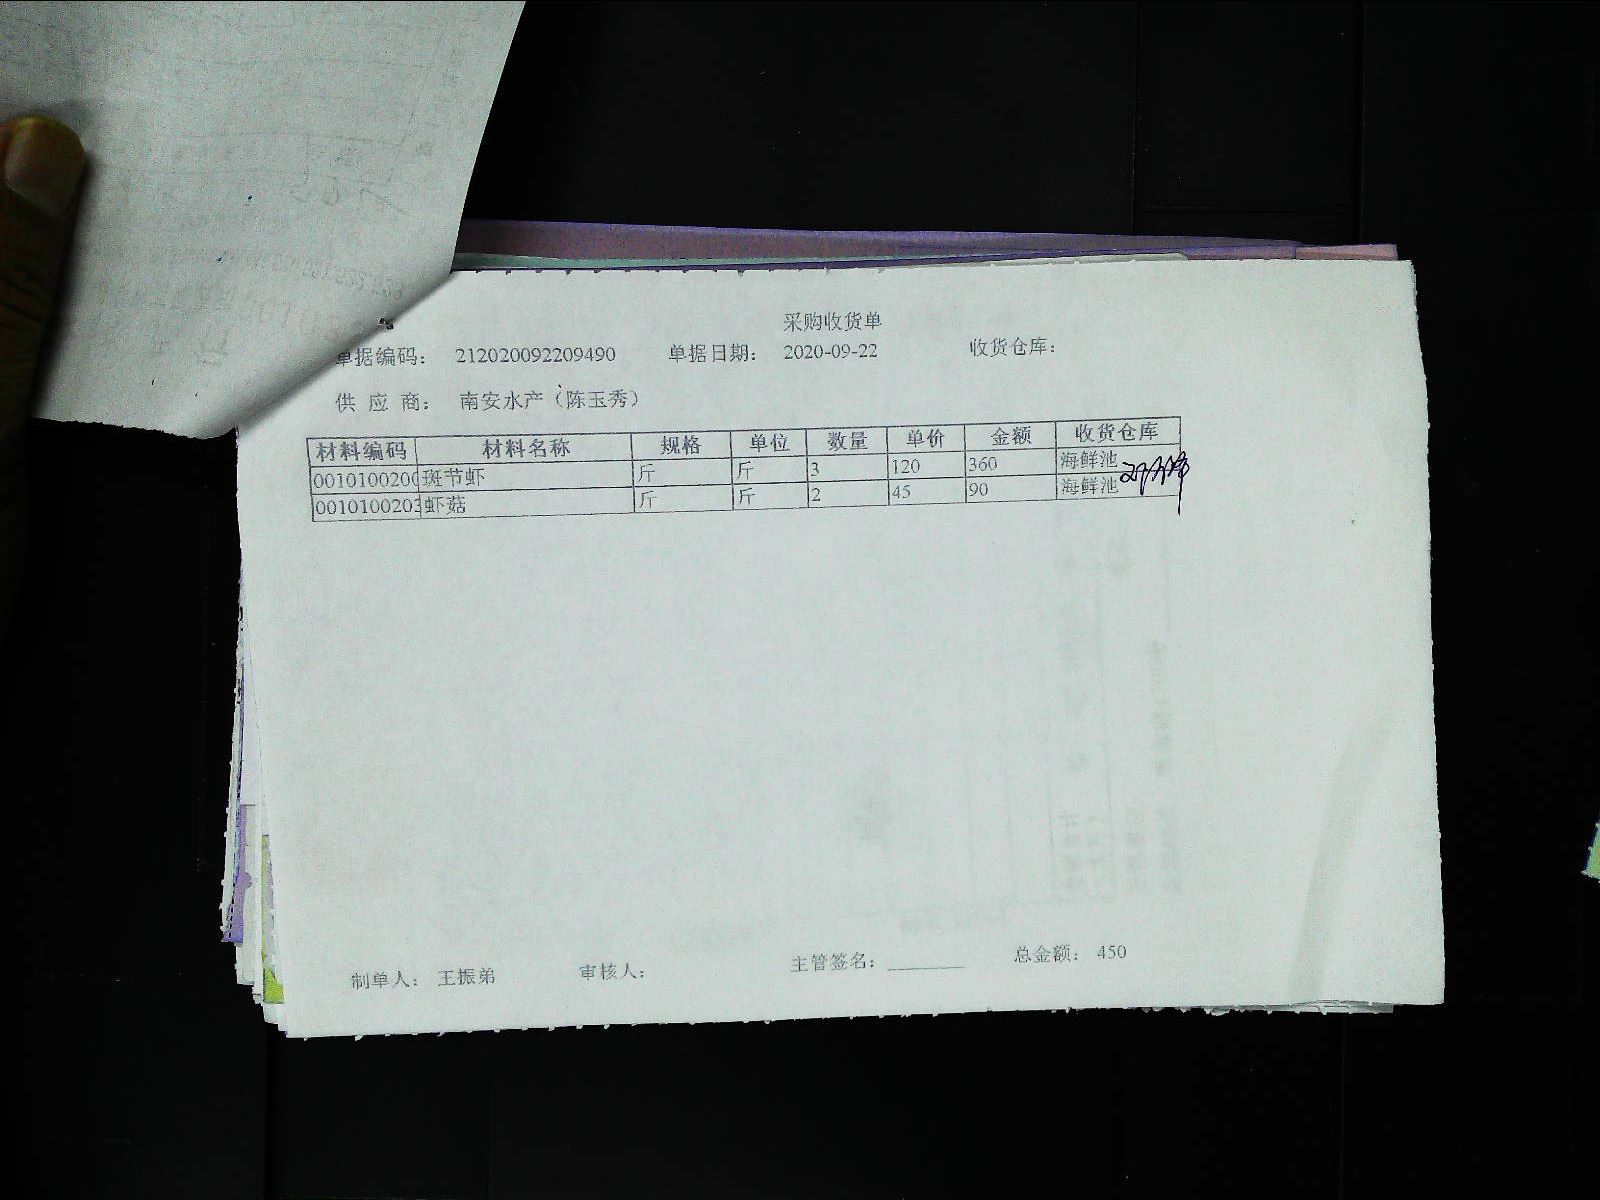 采购收货单
单据编码： 212020092209490 单据日期： 2020-09-22 收货仓库：
供 应 商： 南安水产（陈玉秀）
材料编码 材料名称 规格 单位 数量 单价 金额 收货仓库
001010020 斑节虾 斤 斤 3 120 360 海鲜池
001010020 虾菇 斤 斤 2 45 90 海鲜池
制单人： 王振弟 审核人： 主管签名： 总金额： 450